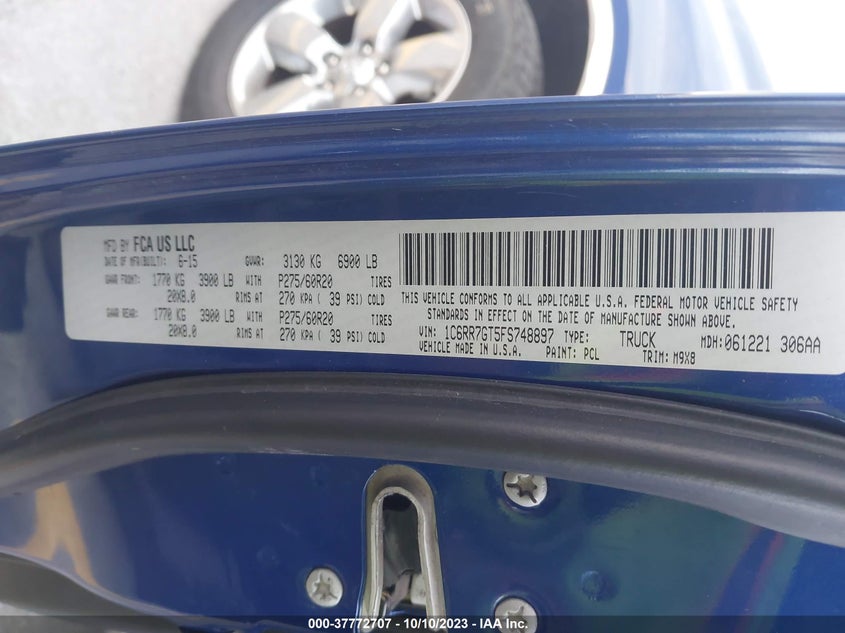 MFD BY FCA US LLC
DATE OF MFR(BUILT): 6-15 GVWR: 3130 KG 6900 LB
GAWR FRONT: 1770 KG 3900 LB WITH P275/60R20 TIRES
20X8.0 RIMS AT 270 KPA ( 39 PSI) COLD
GAWR REAR: 1770 KG 3900 LB WITH P275/60R20 TIRES
20X8.0 RIMS AT 270 KPA ( 39 PSI) COLD
THIS VEHICLE CONFORMS TO ALL APPLICABLE U.S.A. FEDERAL MOTOR VEHICLE SAFETY
STANDARDS IN EFFECT ON THE DATE OF MANUFACTURE SHOWN ABOVE.
VIN: 1C6RR7GT5FS748897 TYPE: TRUCK MDH:061221 306AA
VEHICLE MADE IN U.S.A. PAINT: PCL TRIM: M9X8
000-37772707 - 10/10/2023 - IAA Inc.